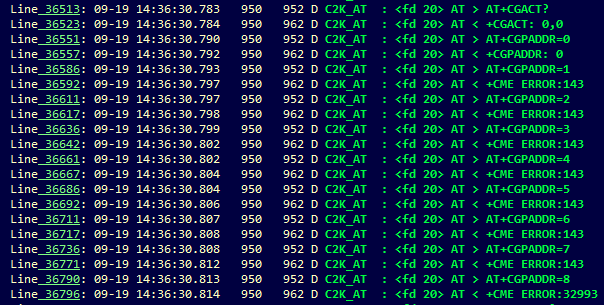 Line_36513: 09-19 14:36:30.783 950 952 D C2K_AT : <fd 20> AT > AT+CGACT?
Line_36523: 09-19 14:36:30.784 950 962 D C2K_AT : <fd 20> AT < +CGACT: 0,0
Line_36551: 09-19 14:36:30.790 950 952 D C2K_AT : <fd 20> AT > AT+CGPADDR=0
Line_36557: 09-19 14:36:30.792 950 962 D C2K_AT : <fd 20> AT < +CGPADDR: 0
Line_36586: 09-19 14:36:30.793 950 952 D C2K_AT : <fd 20> AT > AT+CGPADDR=1
Line_36592: 09-19 14:36:30.797 950 962 D C2K_AT : <fd 20> AT < +CME ERROR:143
Line_36611: 09-19 14:36:30.797 950 952 D C2K_AT : <fd 20> AT > AT+CGPADDR=2
Line_36617: 09-19 14:36:30.798 950 962 D C2K_AT : <fd 20> AT < +CME ERROR:143
Line_36636: 09-19 14:36:30.799 950 952 D C2K_AT : <fd 20> AT > AT+CGPADDR=3
Line_36642: 09-19 14:36:30.802 950 962 D C2K_AT : <fd 20> AT < +CME ERROR:143
Line_36661: 09-19 14:36:30.802 950 952 D C2K_AT : <fd 20> AT > AT+CGPADDR=4
Line_36667: 09-19 14:36:30.804 950 962 D C2K_AT : <fd 20> AT < +CME ERROR:143
Line_36686: 09-19 14:36:30.804 950 952 D C2K_AT : <fd 20> AT > AT+CGPADDR=5
Line_36692: 09-19 14:36:30.806 950 962 D C2K_AT : <fd 20> AT < +CME ERROR:143
Line_36711: 09-19 14:36:30.807 950 952 D C2K_AT : <fd 20> AT > AT+CGPADDR=6
Line_36717: 09-19 14:36:30.808 950 962 D C2K_AT : <fd 20> AT < +CME ERROR:143
Line_36736: 09-19 14:36:30.808 950 952 D C2K_AT : <fd 20> AT > AT+CGPADDR=7
Line_36771: 09-19 14:36:30.812 950 962 D C2K_AT : <fd 20> AT < +CME ERROR:143
Line_36790: 09-19 14:36:30.813 950 952 D C2K_AT : <fd 20> AT > AT+CGPADDR=8
Line_36796: 09-19 14:36:30.814 950 962 D C2K_AT : <fd 20> AT < +CME ERROR:32993